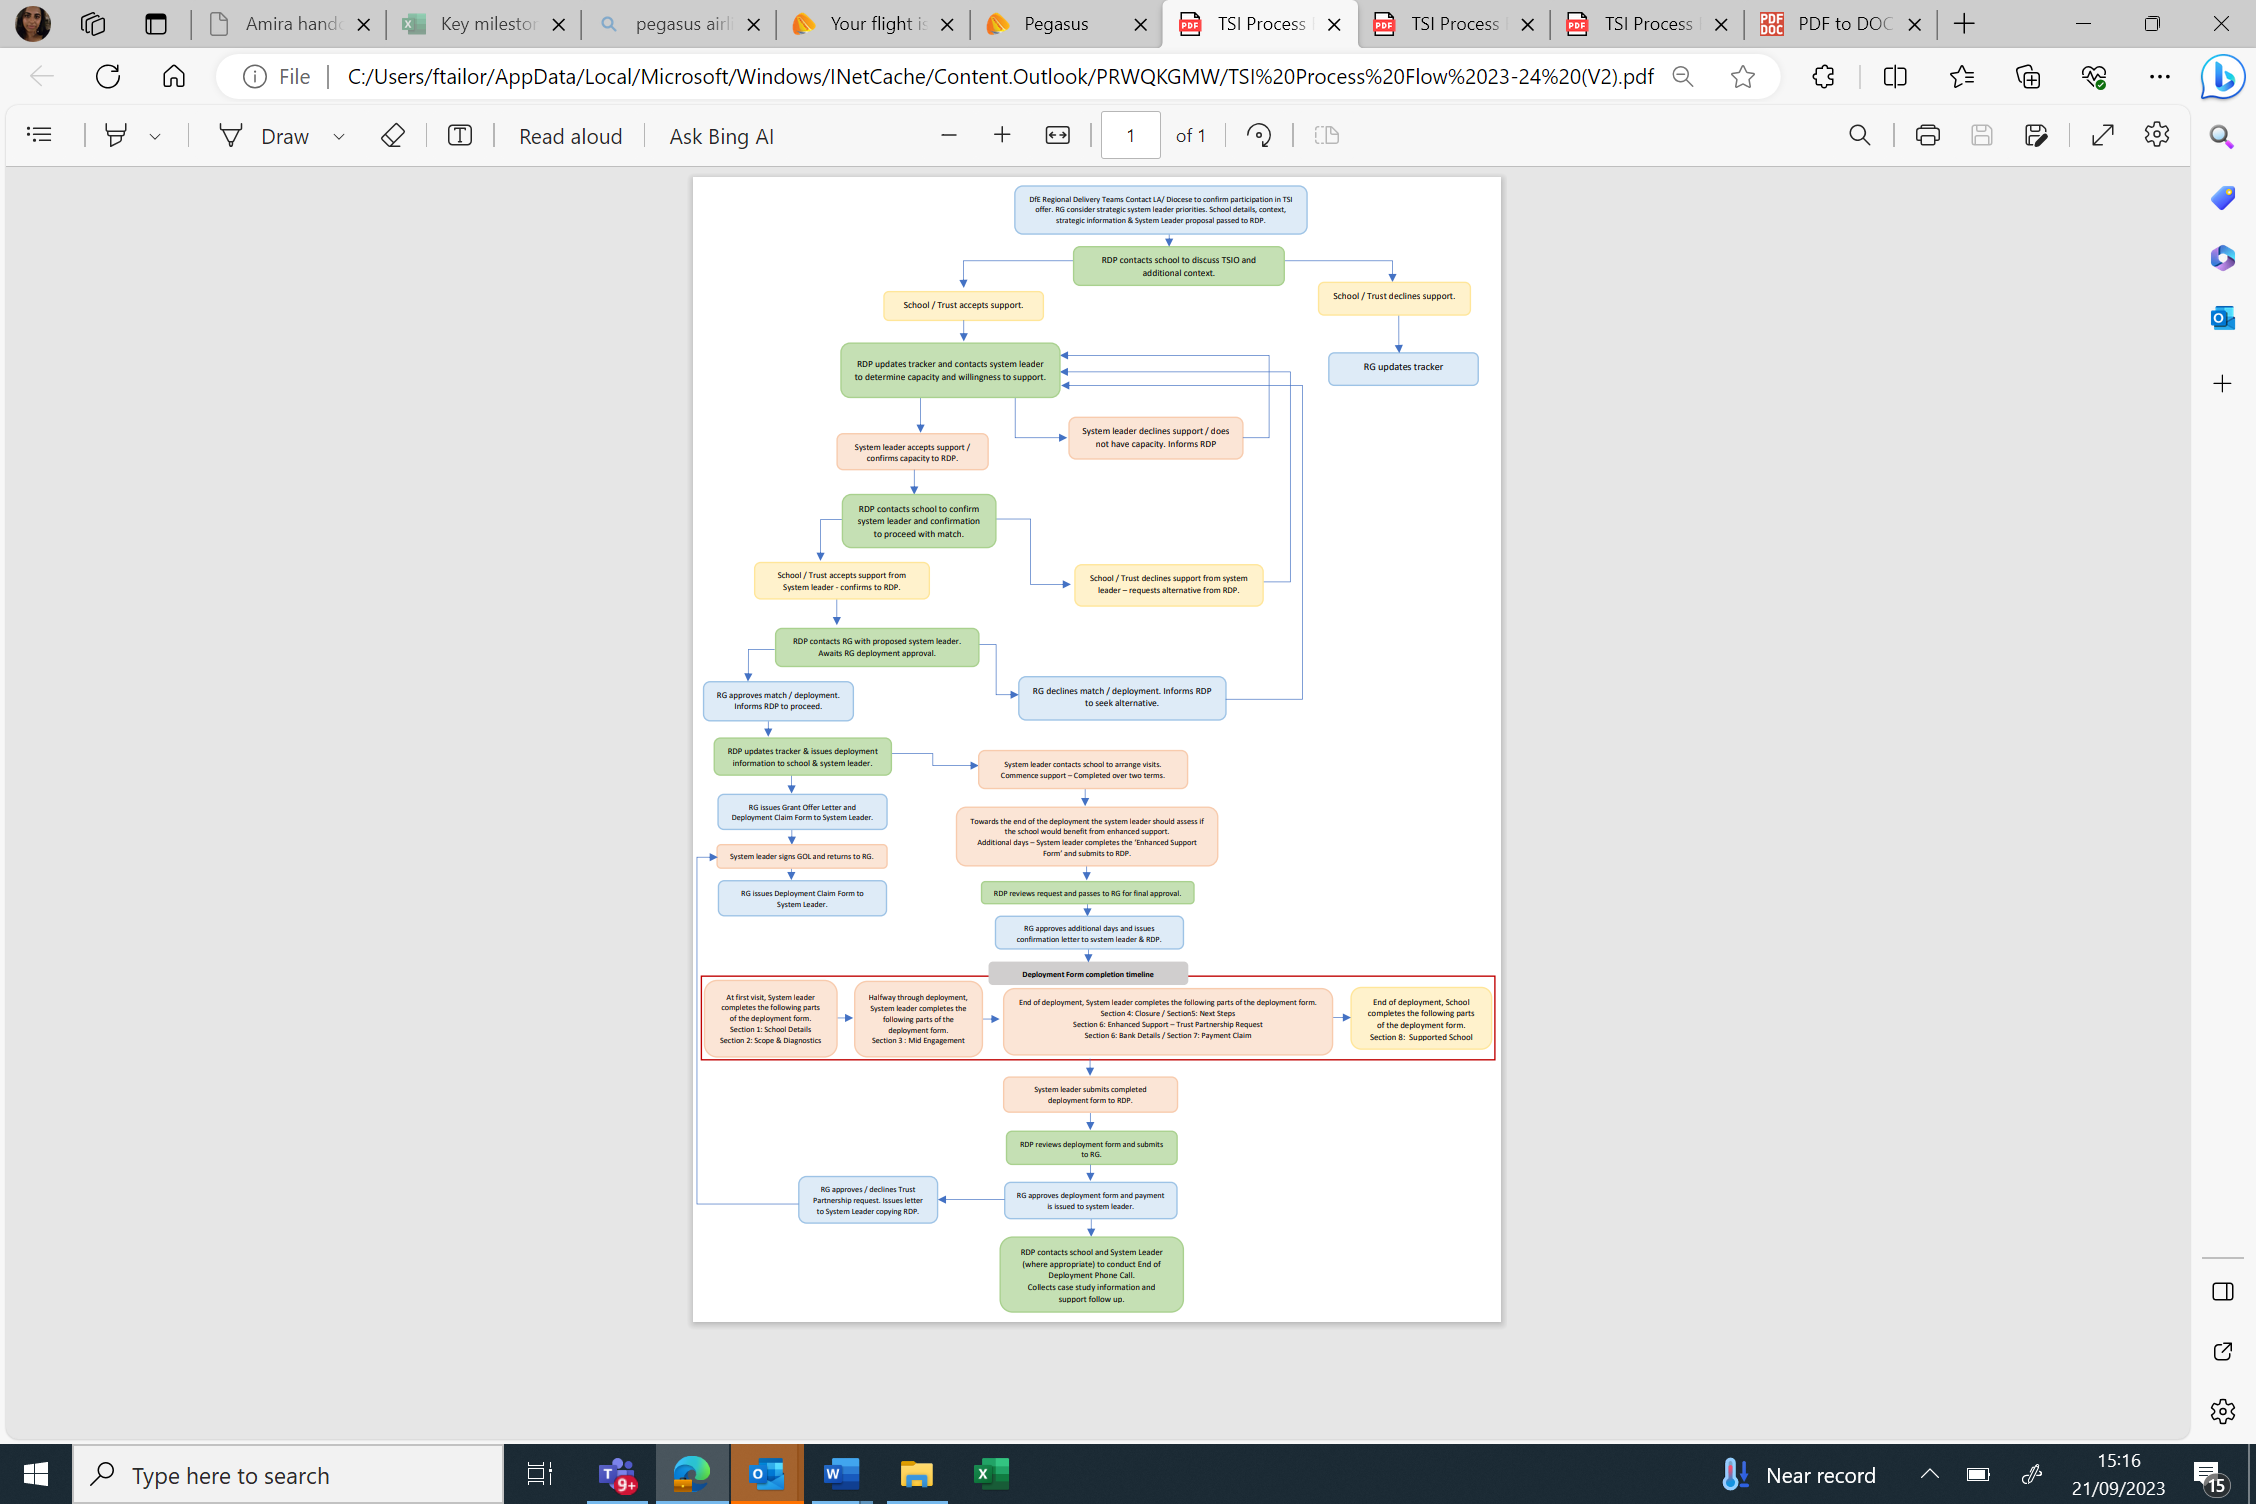 Amira hand
Key milestor
pegasus airli
Your flight is
Pegasus
TSI Process
TSI Process
TSI Process
PDF to DOC
File
C:/Users/ftailor/AppData/Local/Microsoft/Windows/INetCache/Content.Outlook/PRWQKGMW/TSI%20Process%20Flow%2023-24%20(V2).pdf
Draw
Read aloud
Ask Bing AI
1
of 1
DfE Regional Delivery Teams Contact LA/ Diocese to confirm participation in TSI
offer. RG consider strategic system leader priorities. School details, context,
strategic information & System Leader proposal passed to RDP.
RDP contacts school to discuss TSIO and
additional context.
School / Trust accepts support.
School / Trust declines support.
RDP updates tracker and contacts system leader
to determine capacity and willingness to support.
RG updates tracker
System leader declines support / does
not have capacity. Informs RDP
System leader accepts support /
confirms capacity to RDP.
RDP contacts school to confirm
system leader and confirmation
to proceed with match.
School / Trust accepts support from
System leader - confirms to RDP.
School / Trust declines support from system
leader – requests alternative from RDP.
RDP contacts RG with proposed system leader.
Awaits RG deployment approval.
RG approves match / deployment.
Informs RDP to proceed.
RG declines match / deployment. Informs RDP
to seek alternative.
RDP updates tracker & issues deployment
information to school & system leader.
System leader contacts school to arrange visits.
Commence support – Completed over two terms.
RG issues Grant Offer Letter and
Deployment Claim Form to System Leader.
Towards the end of the deployment the system leader should assess if
the school would benefit from enhanced support.
Additional days – System leader completes the 'Enhanced Support
Form' and submits to RDP.
System leader signs GOL and returns to RG.
RG issues Deployment Claim Form to
System Leader.
RDP reviews request and passes to RG for final approval.
RG approves additional days and issues
confirmation letter to system leader & RDP.
Deployment Form completion timeline
At first visit, System leader
completes the following parts
of the deployment form.
Section 1: School Details
Section 2: Scope & Diagnostics
Halfway through deployment,
System leader completes the
following parts of the
deployment form.
Section 3 : Mid Engagement
End of deployment, System leader completes the following parts of the deployment form.
Section 4: Closure / Section5: Next Steps
Section 6: Enhanced Support – Trust Partnership Request
Section 6: Bank Details / Section 7: Payment Claim
End of deployment, School
completes the following parts
of the deployment form.
Section 8: Supported School
System leader submits completed
deployment form to RDP.
RDP reviews deployment form and submits
to RG.
RG approves / declines Trust
Partnership request. Issues letter
to System Leader copying RDP.
RG approves deployment form and payment
is issued to system leader.
RDP contacts school and System Leader
(where appropriate) to conduct End of
Deployment Phone Call.
Collects case study information and
support follow up.
Type here to search
9+
Near record
15:16
21/09/2023
15